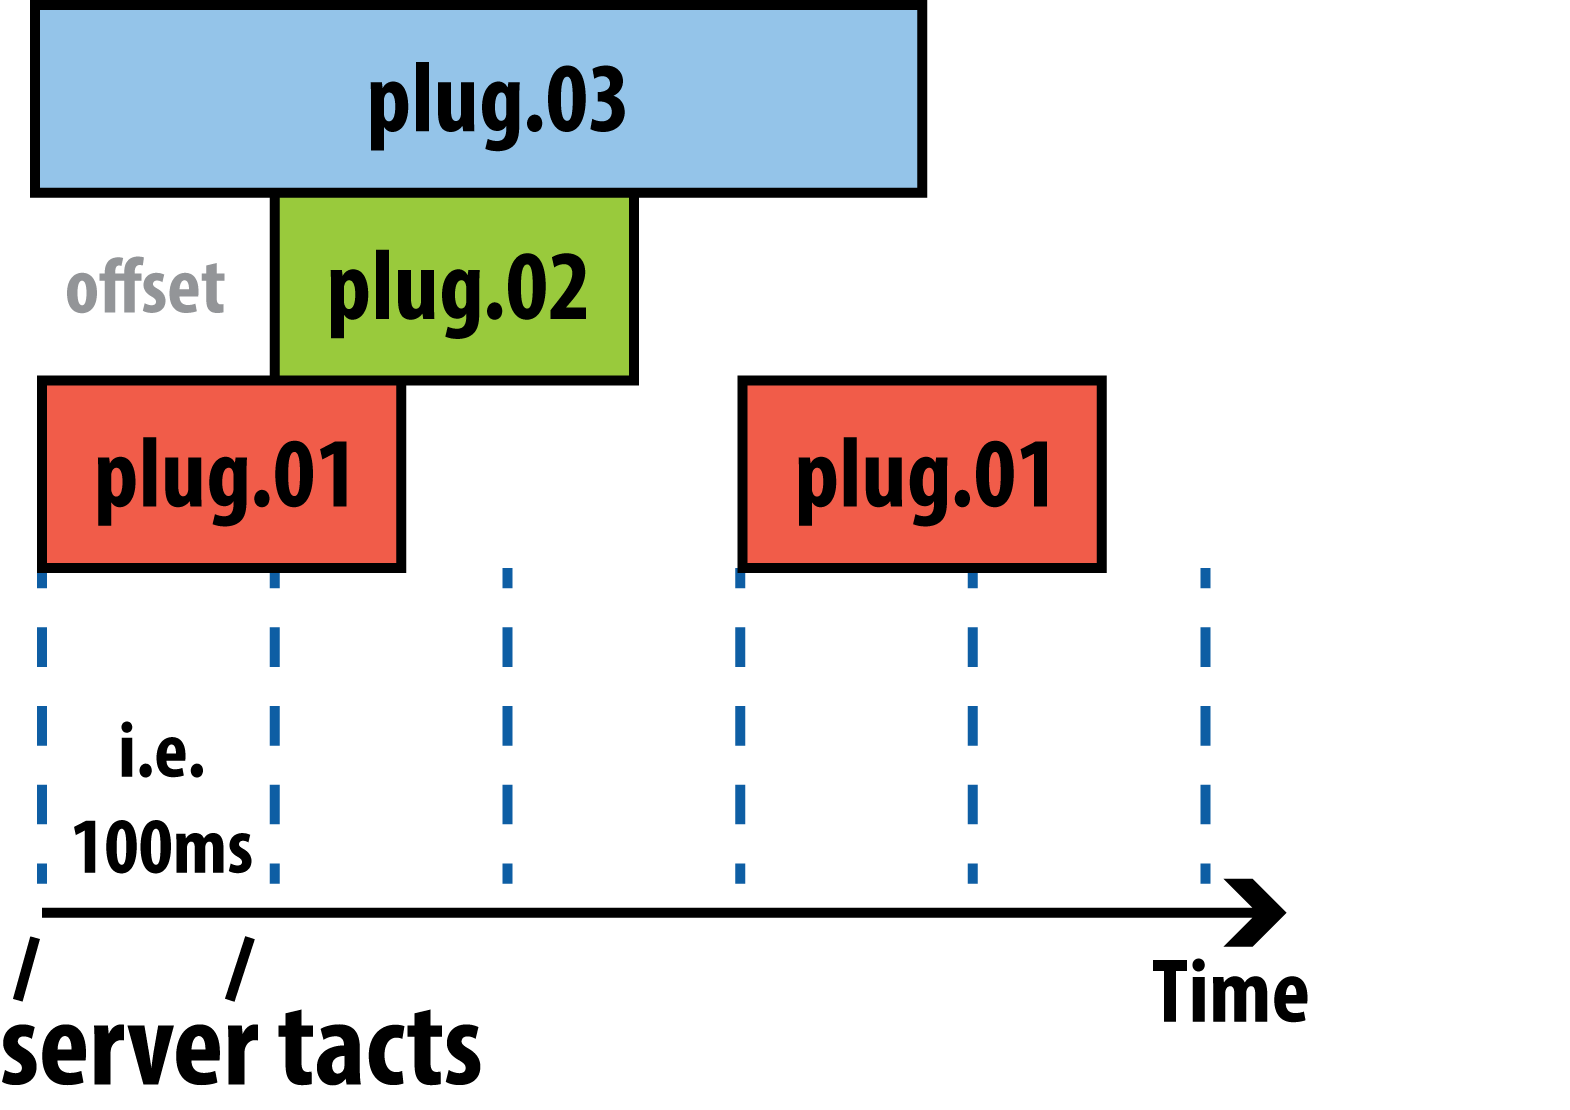 plug.03
offset
plug.02
plug.01
plug.01
i.e.
100ms
Time
server tacts